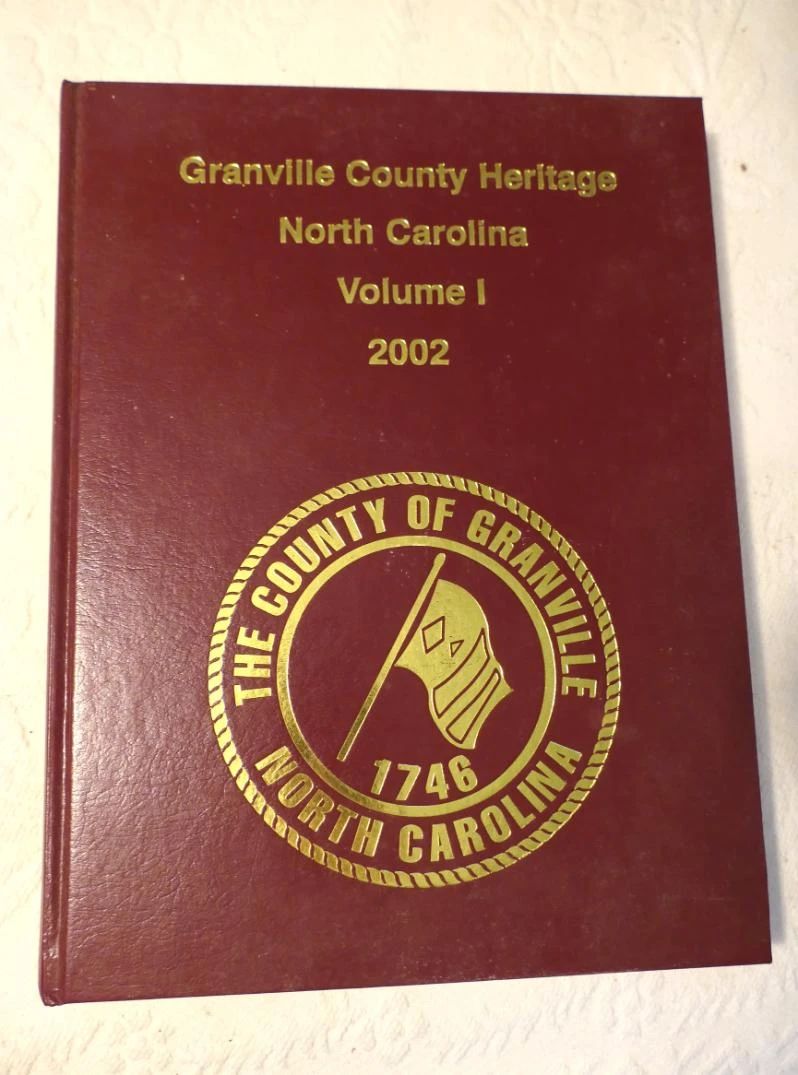 Granville County Heritage
North Carolina
Volume I
2002
THE COUNTY OF GRANVILLE
1746
NORTH CAROLINA